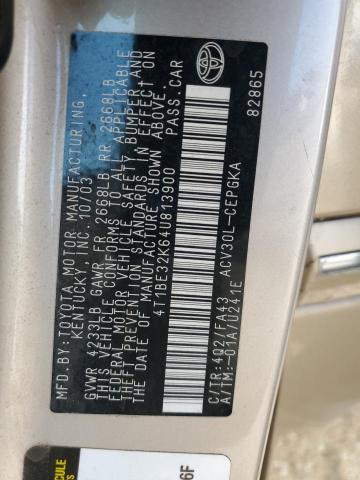 MFD.BY:TOYOTA MOTOR MANUFACTURING,
KENTUCKY, INC. 10/03
GVWR 4233LB GAWR FR 2668LB RR 2668LB
THIS VEHICLE CONFORMS TO ALL APPLICABLE
FEDERAL MOTOR VEHICLE SAFETY, BUMPER, AND
THEFT PREVENTION STANDARDS IN EFFECT ON
THE DATE OF MANUFACTURE SHOWN ABOVE.
4T1BE32K64U813900 PASS.CAR
C/TR:4Q2/FA43 ACV30L-CEPGKA
A/TM:-01A/U241E
82865
TOYOTA
6F